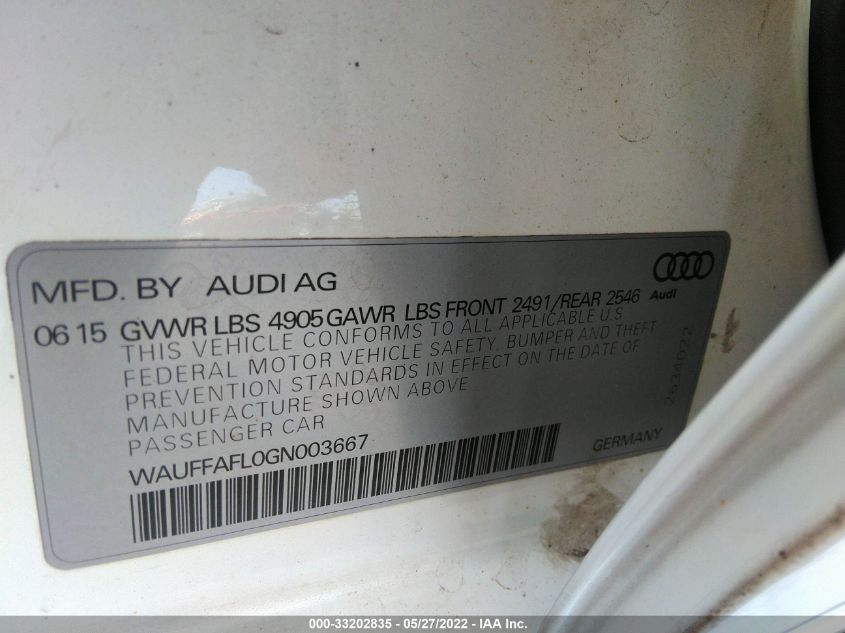 MFD. BY AUDI AG
Audi
06 15 GVWR LBS 4905 GAWR LBS FRONT 2491/REAR 2546
THIS VEHICLE CONFORMS TO ALL APPLICABLE U.S
FEDERAL MOTOR VEHICLE SAFETY, BUMPER AND THEFT
PREVENTION STANDARDS IN EFFECT ON THE DATE OF
MANUFACTURE SHOWN ABOVE
PASSENGER CAR
WAUFFAFL0GN003667
GERMANY
2634022
000-33202835 - 05/27/2022 - IAA Inc.